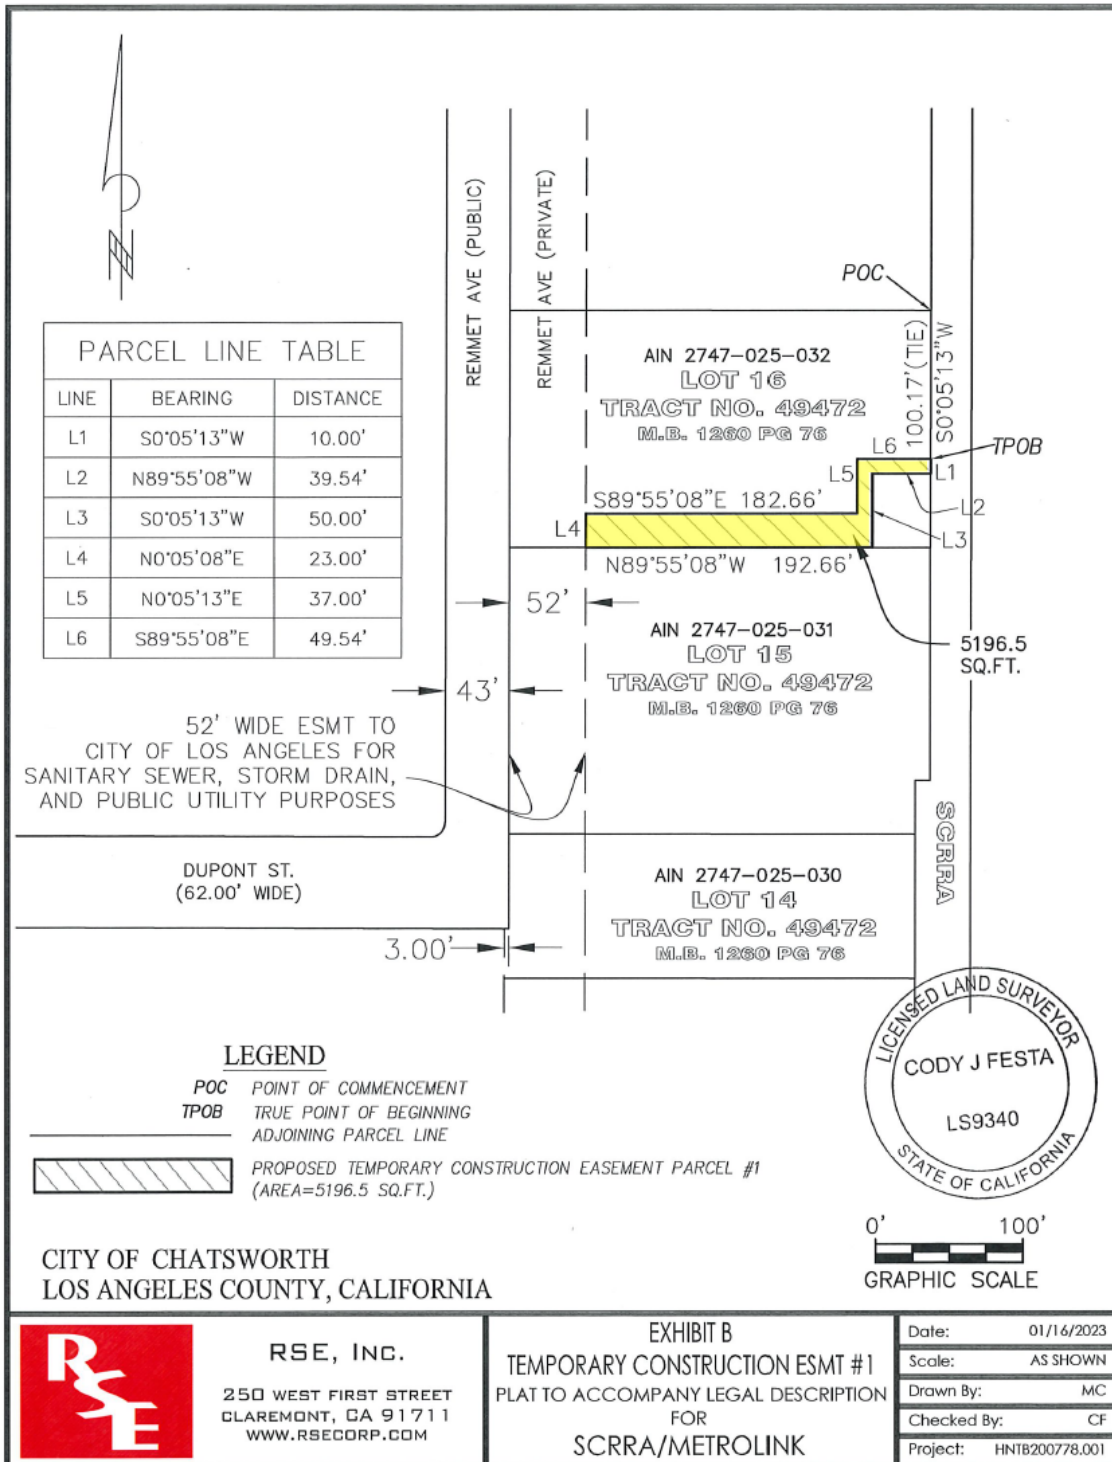 N
REMMET AVE (PUBLIC)
REMMET AVE (PRIVATE)
POC
PARCEL LINE TABLE
LINE BEARING DISTANCE
L1 S0°05'13"W 10.00'
L2 N89°55'08"W 39.54'
L3 S0°05'13"W 50.00'
L4 N0°05'08"E 23.00'
L5 N0°05'13"E 37.00'
L6 S89°55'08"E 49.54'
AIN 2747-025-032
LOT 16
TRACT NO. 49472
M.B. 1260 PG 76
100.17'(TIE)
S0°05'13"W
L6
TPOB
L5
L1
S89°55'08"E 182.66'
L2
L4
L3
N89°55'08"W 192.66'
52'
AIN 2747-025-031
LOT 15
TRACT NO. 49472
M.B. 1260 PG 76
5196.5
SQ.FT.
43'
52' WIDE ESMT TO
CITY OF LOS ANGELES FOR
SANITARY SEWER, STORM DRAIN,
AND PUBLIC UTILITY PURPOSES
SCRRA
DUPONT ST.
(62.00' WIDE)
AIN 2747-025-030
LOT 14
TRACT NO. 49472
M.B. 1260 PG 76
3.00'
LICENSED LAND SURVEYOR
CODY J FESTA
LS9340
STATE OF CALIFORNIA
LEGEND
POC POINT OF COMMENCEMENT
TPOB TRUE POINT OF BEGINNING
ADJOINING PARCEL LINE
PROPOSED TEMPORARY CONSTRUCTION EASEMENT PARCEL #1
(AREA=5196.5 SQ.FT.)
0' 100'
GRAPHIC SCALE
CITY OF CHATSWORTH
LOS ANGELES COUNTY, CALIFORNIA
RSE
RSE, INC.
250 WEST FIRST STREET
CLAREMONT, CA 91711
WWW.RSECORP.COM
EXHIBIT B
TEMPORARY CONSTRUCTION ESMT #1
PLAT TO ACCOMPANY LEGAL DESCRIPTION
FOR
SCRRA/METROLINK
Date: 01/16/2023
Scale: AS SHOWN
Drawn By: MC
Checked By: CF
Project: HNTB200778.001